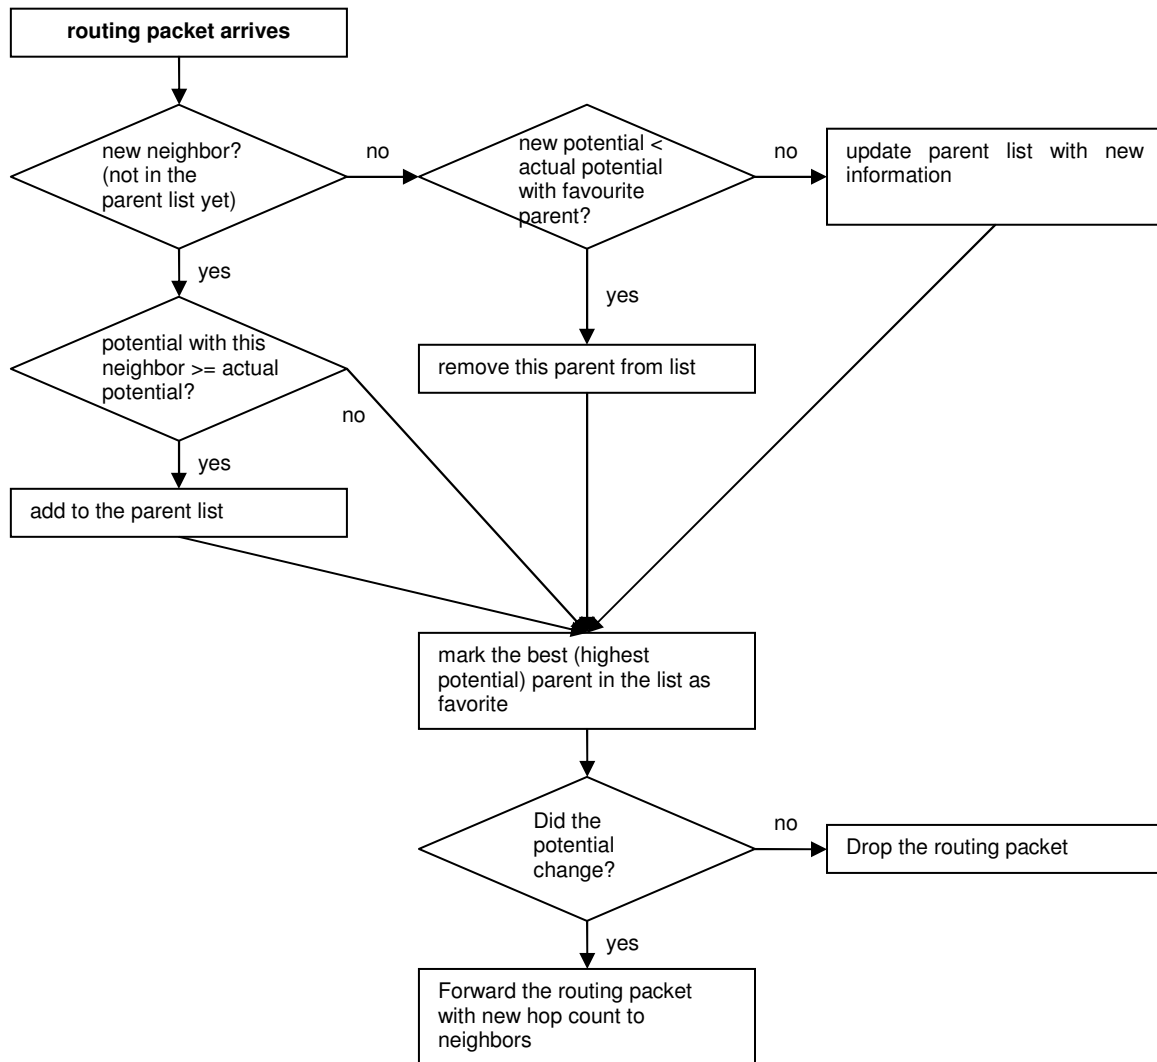 routing packet arrives
new neighbor?
(not in the
parent list yet)
no
new potential <
actual potential
with favourite
parent?
no
update parent list with new
information
yes
yes
potential with this
neighbor >= actual
potential?
no
remove this parent from list
yes
add to the parent list
mark the best (highest
potential) parent in the list as
favorite
Did the
potential
change?
no
Drop the routing packet
yes
Forward the routing packet
with new hop count to
neighbors